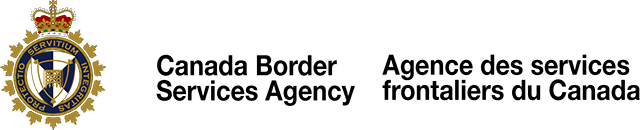 PROTECTIO SERVITIUM INTEGRITAS
Canada Border
Services Agency
Agence des services
frontaliers du Canada